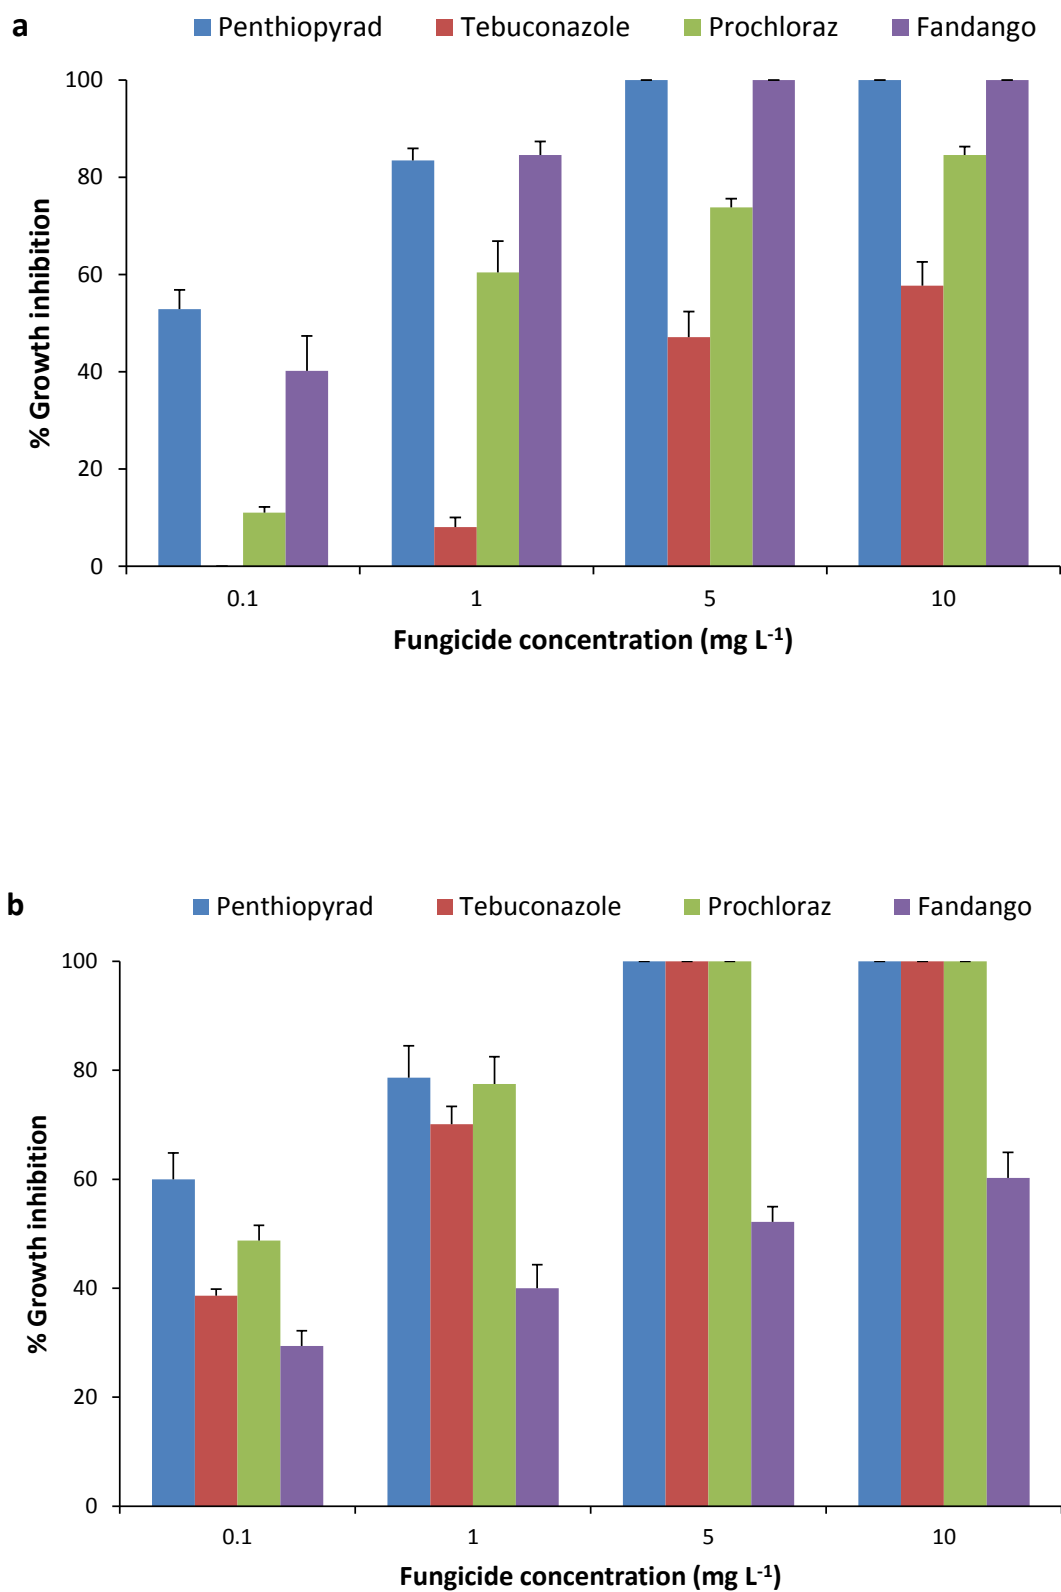 a
Penthiopyrad Tebuconazole Prochloraz Fandango
100
80
60
40
20
0
% Growth inhibition
0.1 1 5 10
Fungicide concentration (mg L⁻¹)
b
Penthiopyrad Tebuconazole Prochloraz Fandango
100
80
60
40
20
0
% Growth inhibition
0.1 1 5 10
Fungicide concentration (mg L⁻¹)